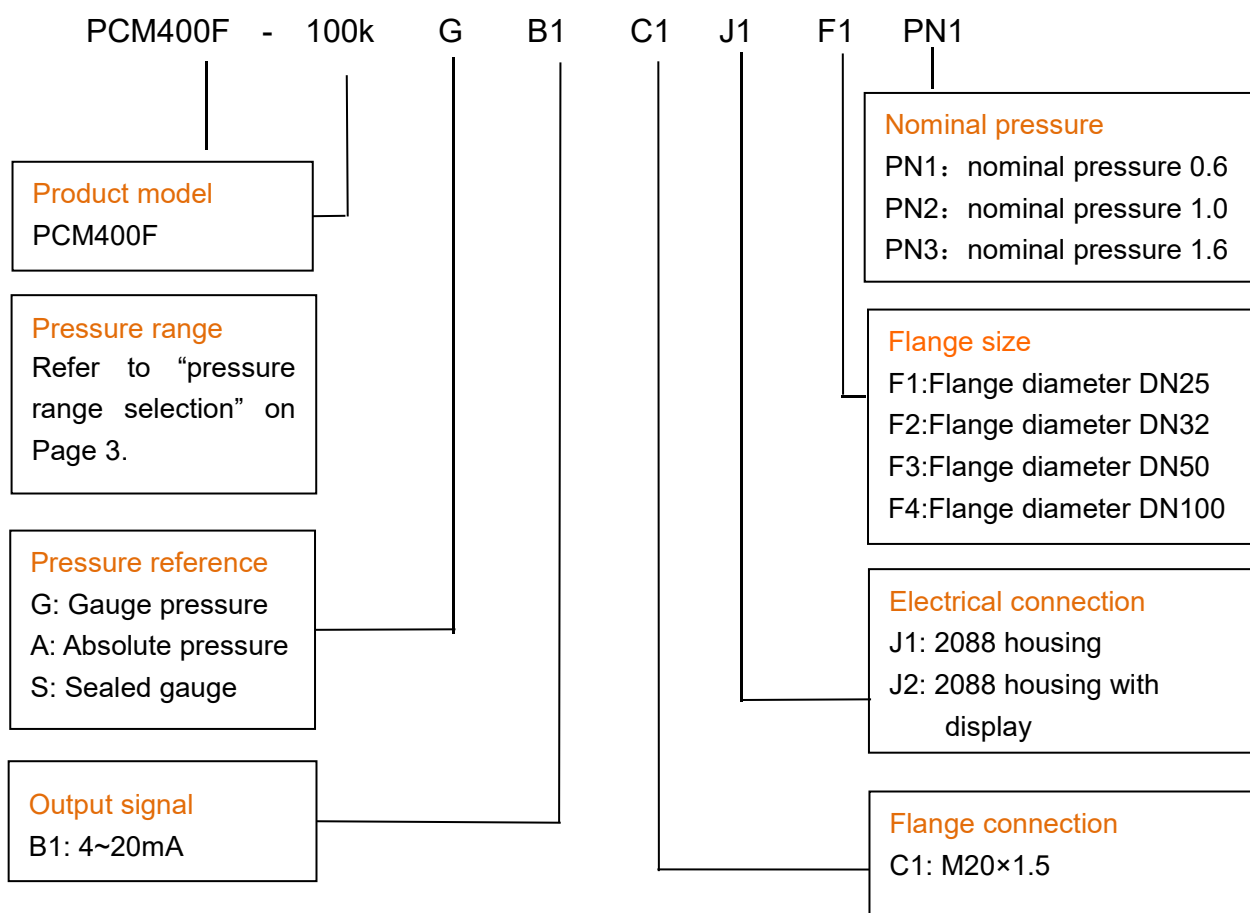 PCM400F - 100k G B1 C1 J1 F1 PN1
Product model
PCM400F
Pressure range
Refer to “pressure
range selection” on
Page 3.
Pressure reference
G: Gauge pressure
A: Absolute pressure
S: Sealed gauge
Output signal
B1: 4~20mA
Nominal pressure
PN1：nominal pressure 0.6
PN2：nominal pressure 1.0
PN3：nominal pressure 1.6
Flange size
F1:Flange diameter DN25
F2:Flange diameter DN32
F3:Flange diameter DN50
F4:Flange diameter DN100
Electrical connection
J1: 2088 housing
J2: 2088 housing with
display
Flange connection
C1: M20×1.5